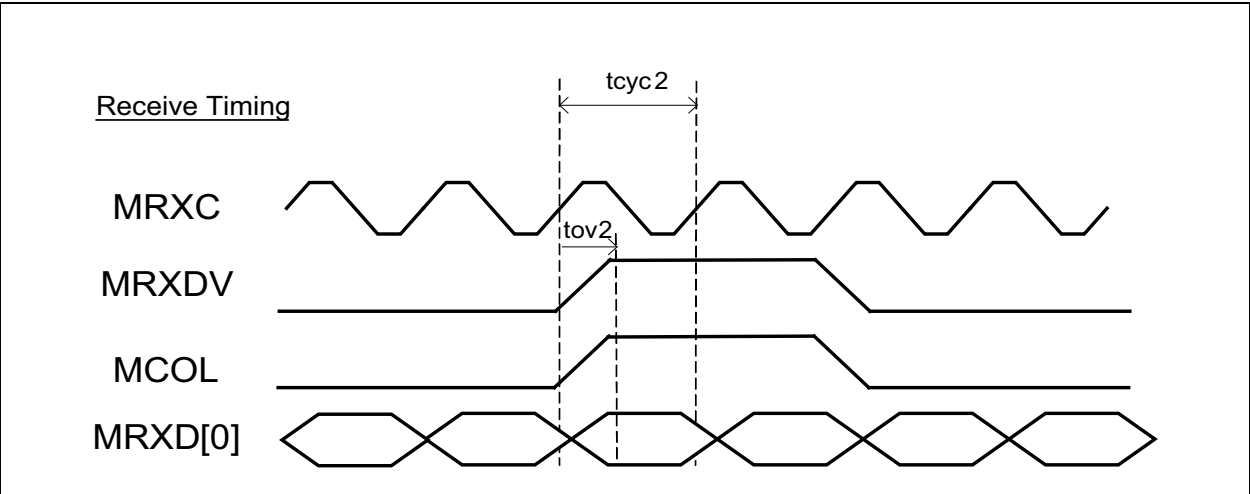 tcyc2
Receive Timing
MRXC
tov2
MRXDV
MCOL
MRXD[0]